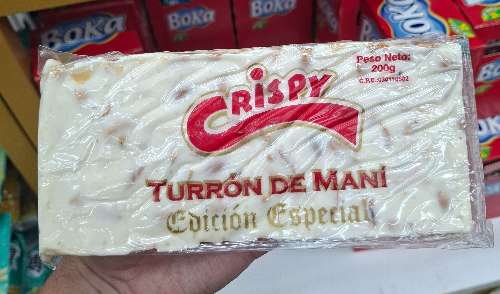 BOKA
BOKA
BOKA
CRISPY
Peso Neto:
200g
TURRÓN DE MANÍ
Edición Especial